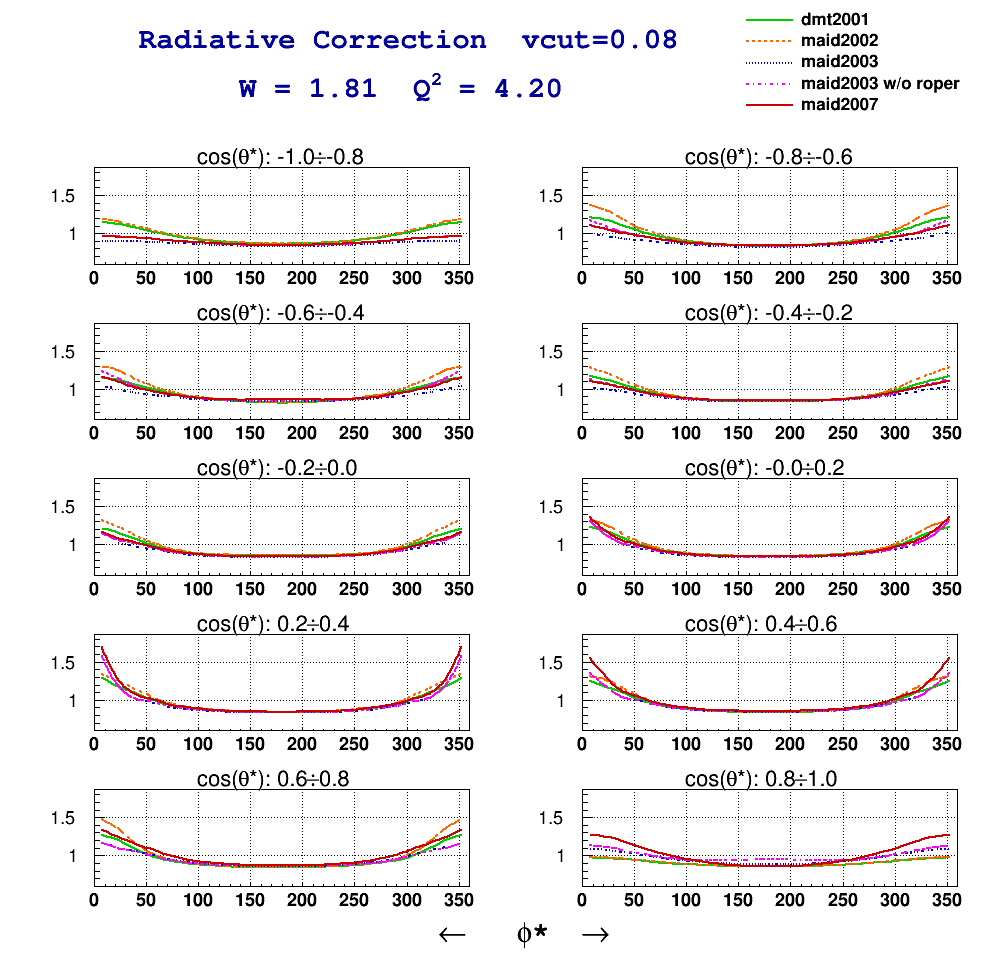 Radiative Correction vcut=0.08
W = 1.81 Q² = 4.20
dmt2001
maid2002
maid2003
maid2003 w/o roper
maid2007
cos(θ*): -1.0÷-0.8
1.5
1
0 50 100 150 200 250 300 350
cos(θ*): -0.8÷-0.6
1.5
1
0 50 100 150 200 250 300 350
cos(θ*): -0.6÷-0.4
1.5
1
0 50 100 150 200 250 300 350
cos(θ*): -0.4÷-0.2
1.5
1
0 50 100 150 200 250 300 350
cos(θ*): -0.2÷0.0
1.5
1
0 50 100 150 200 250 300 350
cos(θ*): -0.0÷0.2
1.5
1
0 50 100 150 200 250 300 350
cos(θ*): 0.2÷0.4
1.5
1
0 50 100 150 200 250 300 350
cos(θ*): 0.4÷0.6
1.5
1
0 50 100 150 200 250 300 350
cos(θ*): 0.6÷0.8
1.5
1
0 50 100 150 200 250 300 350
cos(θ*): 0.8÷1.0
1.5
1
0 50 100 150 200 250 300 350
← ϕ* →